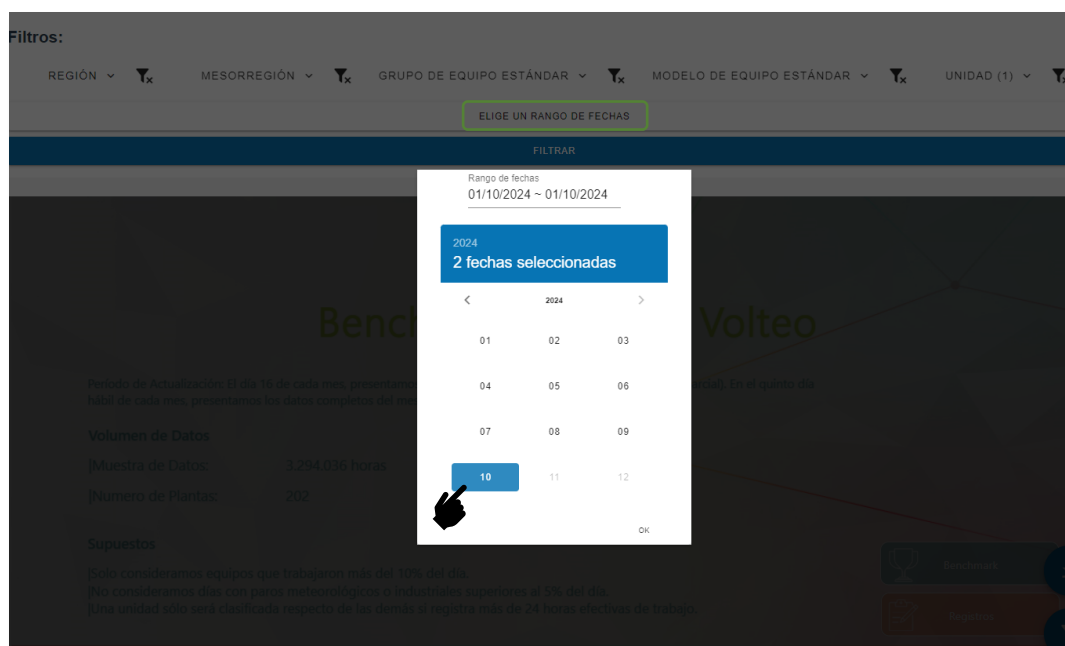 Filtros:
REGIÓN MESORREGIÓN GRUPO DE EQUIPO ESTÁNDAR MODELO DE EQUIPO ESTÁNDAR UNIDAD (1)
ELIGE UN RANGO DE FECHAS
FILTRAR
Rango de fechas
01/10/2024 ~ 01/10/2024
2024
2 fechas seleccionadas
2024
01 02 03
04 05 06
07 08 09
10 11 12
OK
Bench Volteo
Período de Actualización: El día 16 de cada mes, presentamos En el quinto día
hábil de cada mes, presentamos los datos completos del mes
Volumen de Datos
|Muestra de Datos: 3.294.036 horas
|Numero de Plantas: 202
Supuestos
|Solo consideramos equipos que trabajaron más del 10% del día.
|No consideramos días con paros meteorológicos o industriales superiores al 5% del día.
|Una unidad sólo será clasificada respecto de las demás si registra más de 24 horas efectivas de trabajo.
Benchmark
Registros